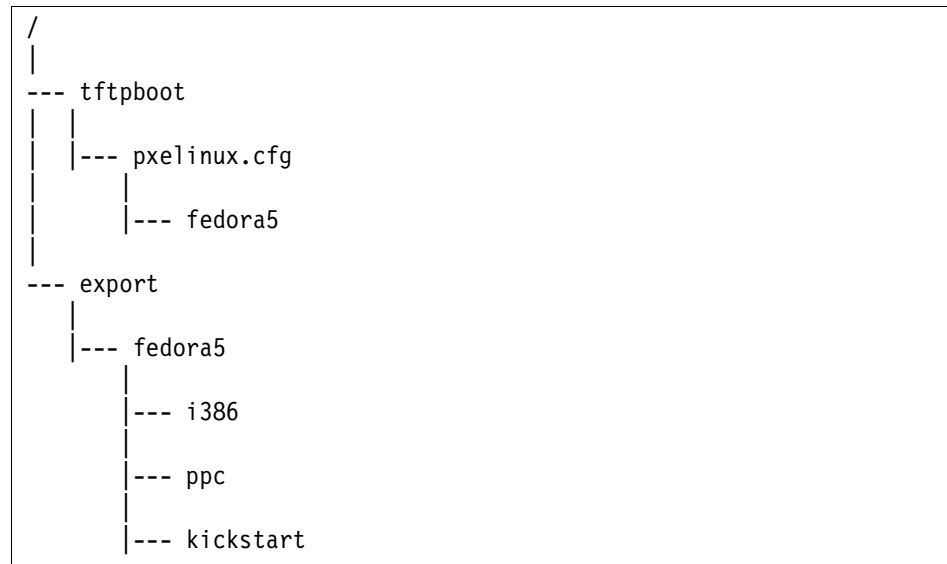 /
|
--- tftpboot
|  |
|  |--- pxelinux.cfg
|     |
|     |--- fedora5
|
--- export
   |
   |--- fedora5
      |
      |--- i386
      |
      |--- ppc
      |
      |--- kickstart